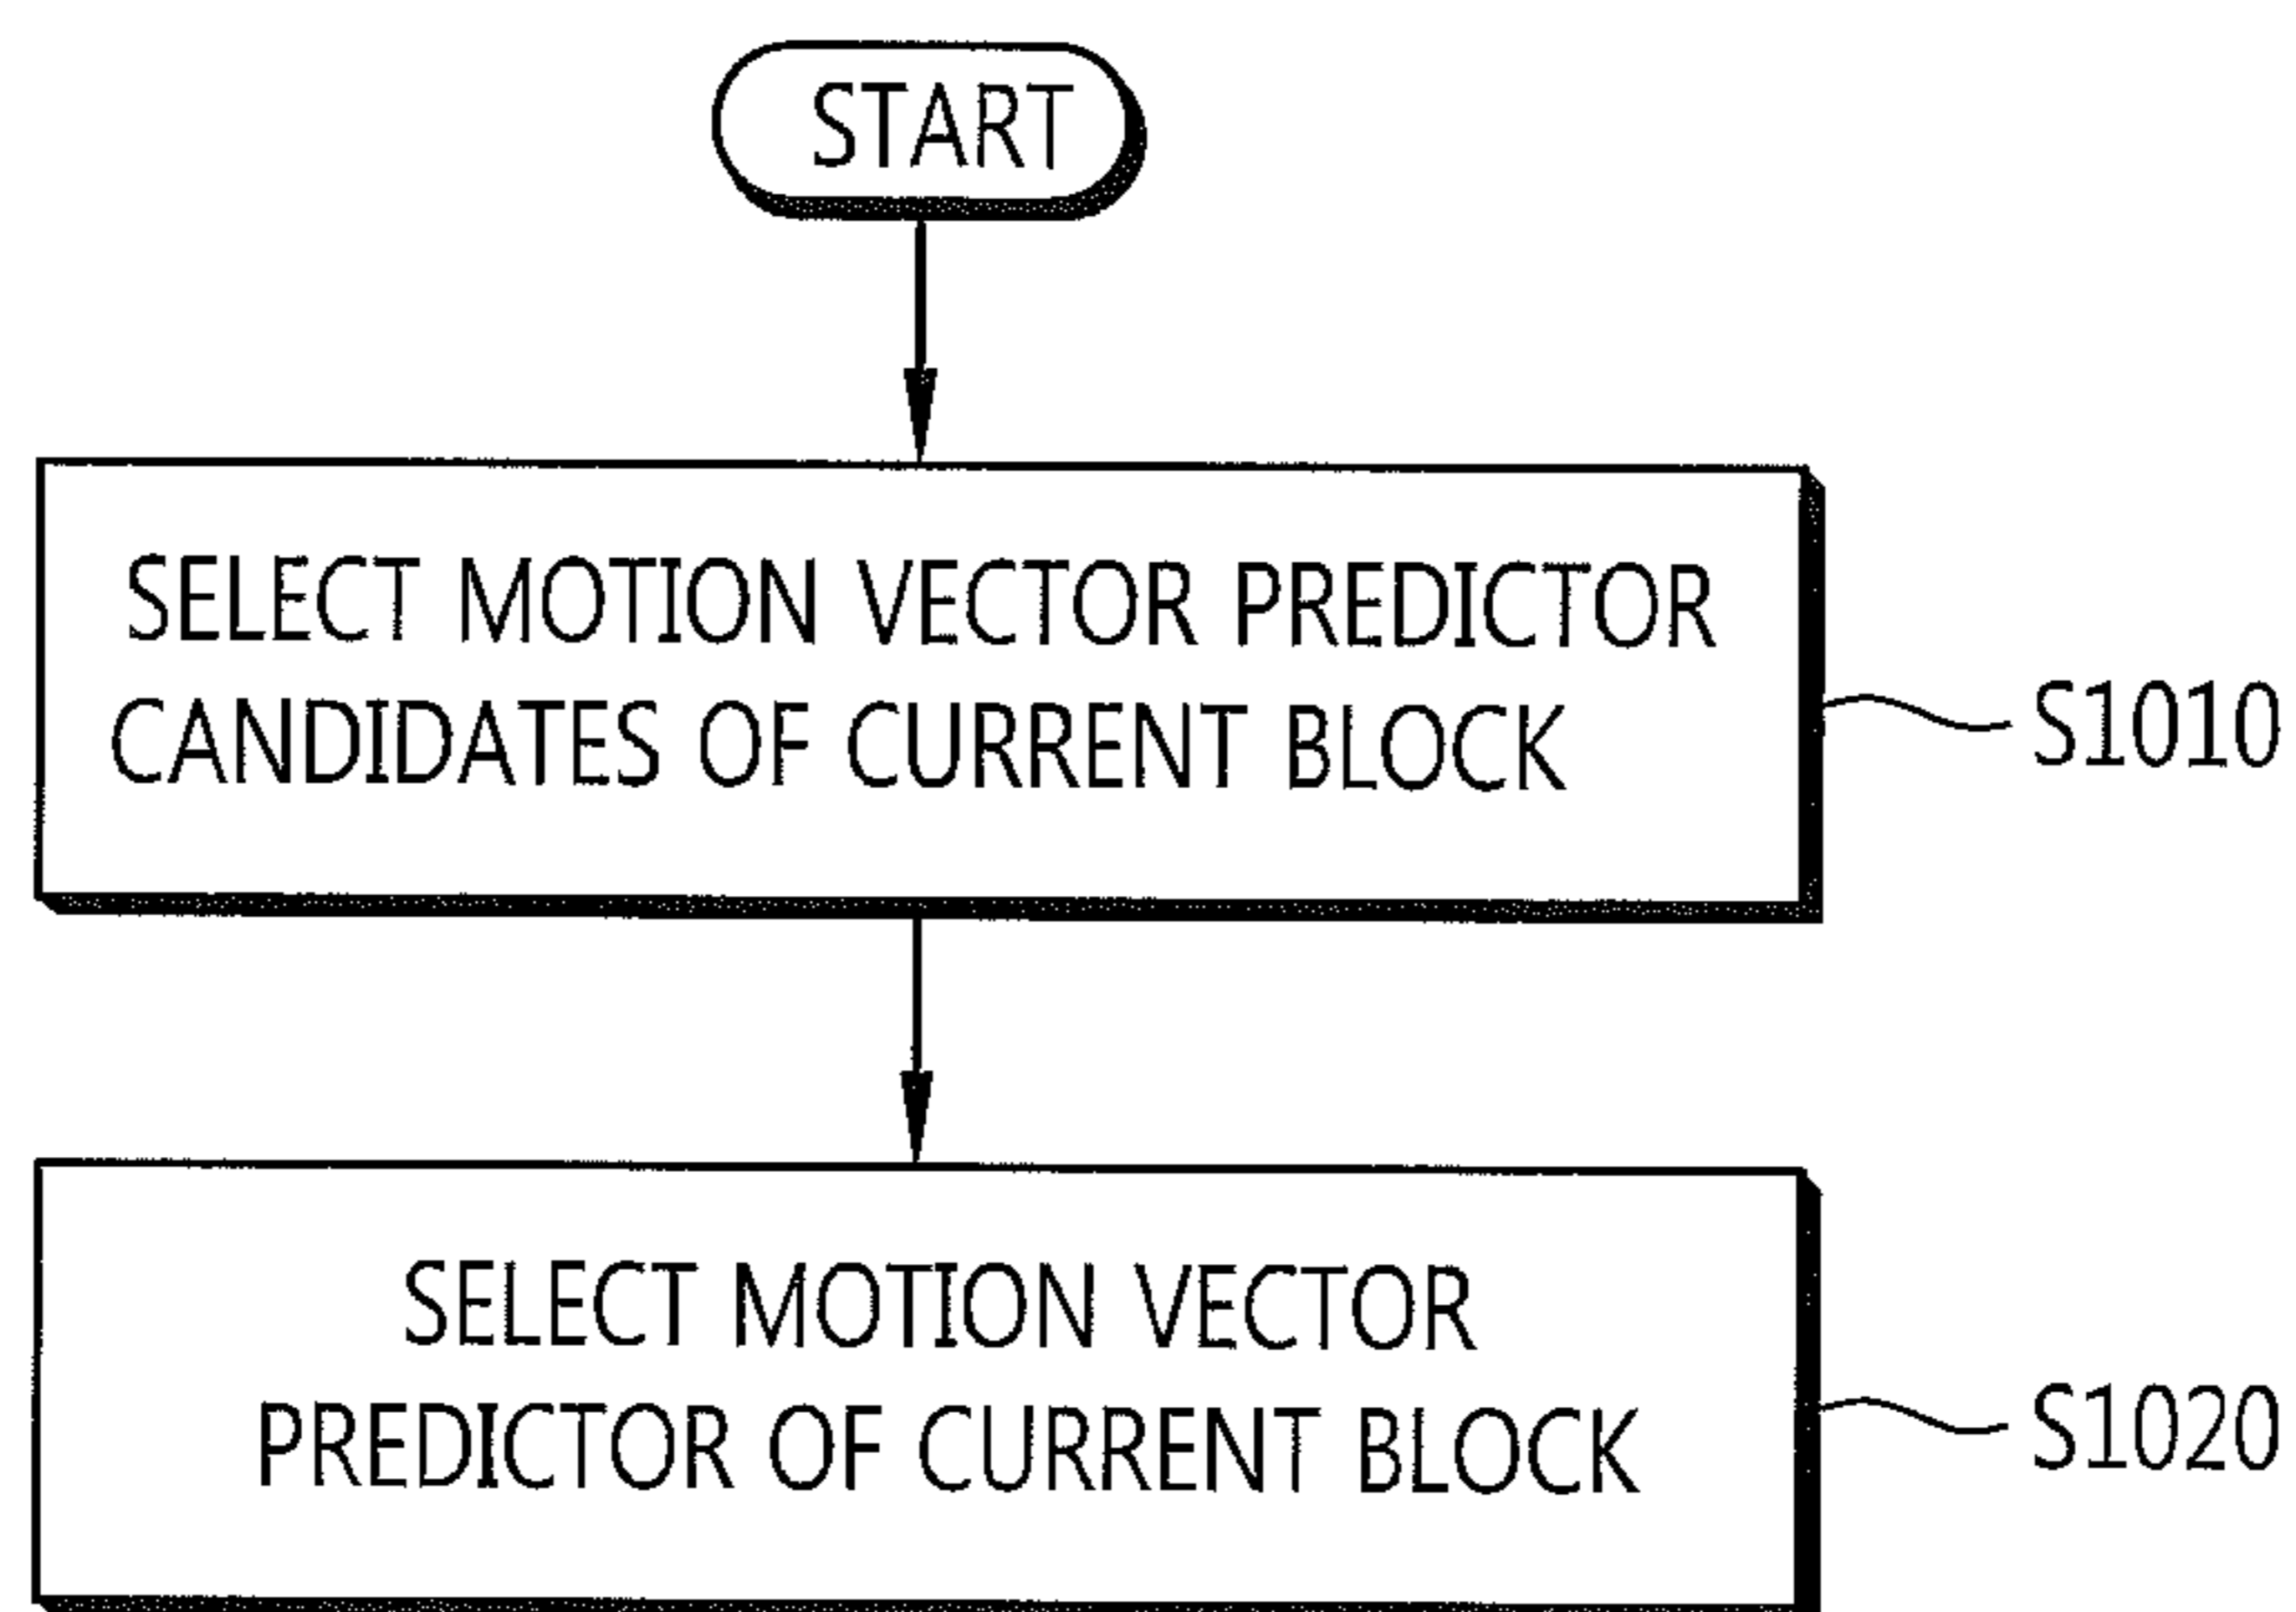 START
SELECT MOTION VECTOR PREDICTOR
CANDIDATES OF CURRENT BLOCK
S1010
SELECT MOTION VECTOR
PREDICTOR OF CURRENT BLOCK
S1020